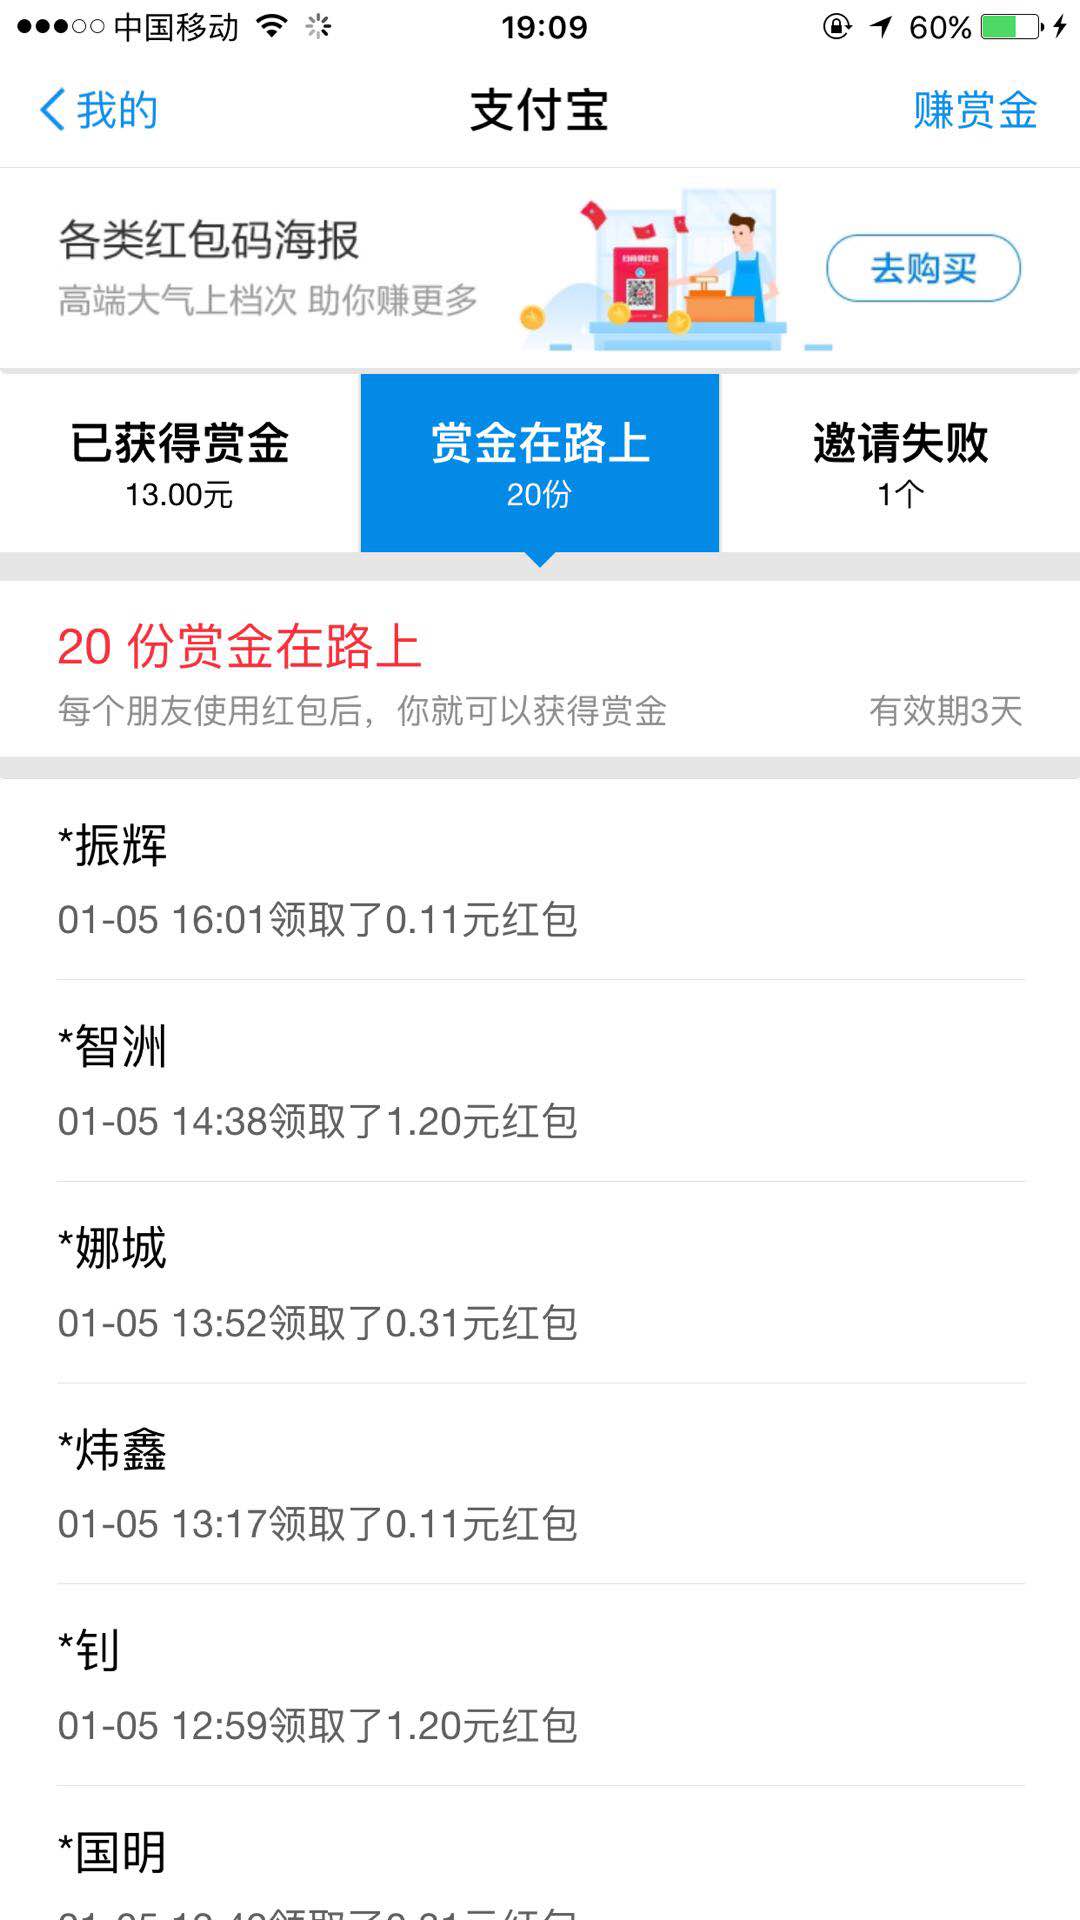 中国移动
19:09
60%
我的
支付宝
赚赏金
各类红包码海报
高端大气上档次 助你赚更多
扫码领红包
去购买
已获得赏金
13.00元
赏金在路上
20份
邀请失败
1个
20 份赏金在路上
每个朋友使用红包后，你就可以获得赏金
有效期3天
*振辉
01-05 16:01领取了0.11元红包
*智洲
01-05 14:38领取了1.20元红包
*娜城
01-05 13:52领取了0.31元红包
*炜鑫
01-05 13:17领取了0.11元红包
*钊
01-05 12:59领取了1.20元红包
*国明